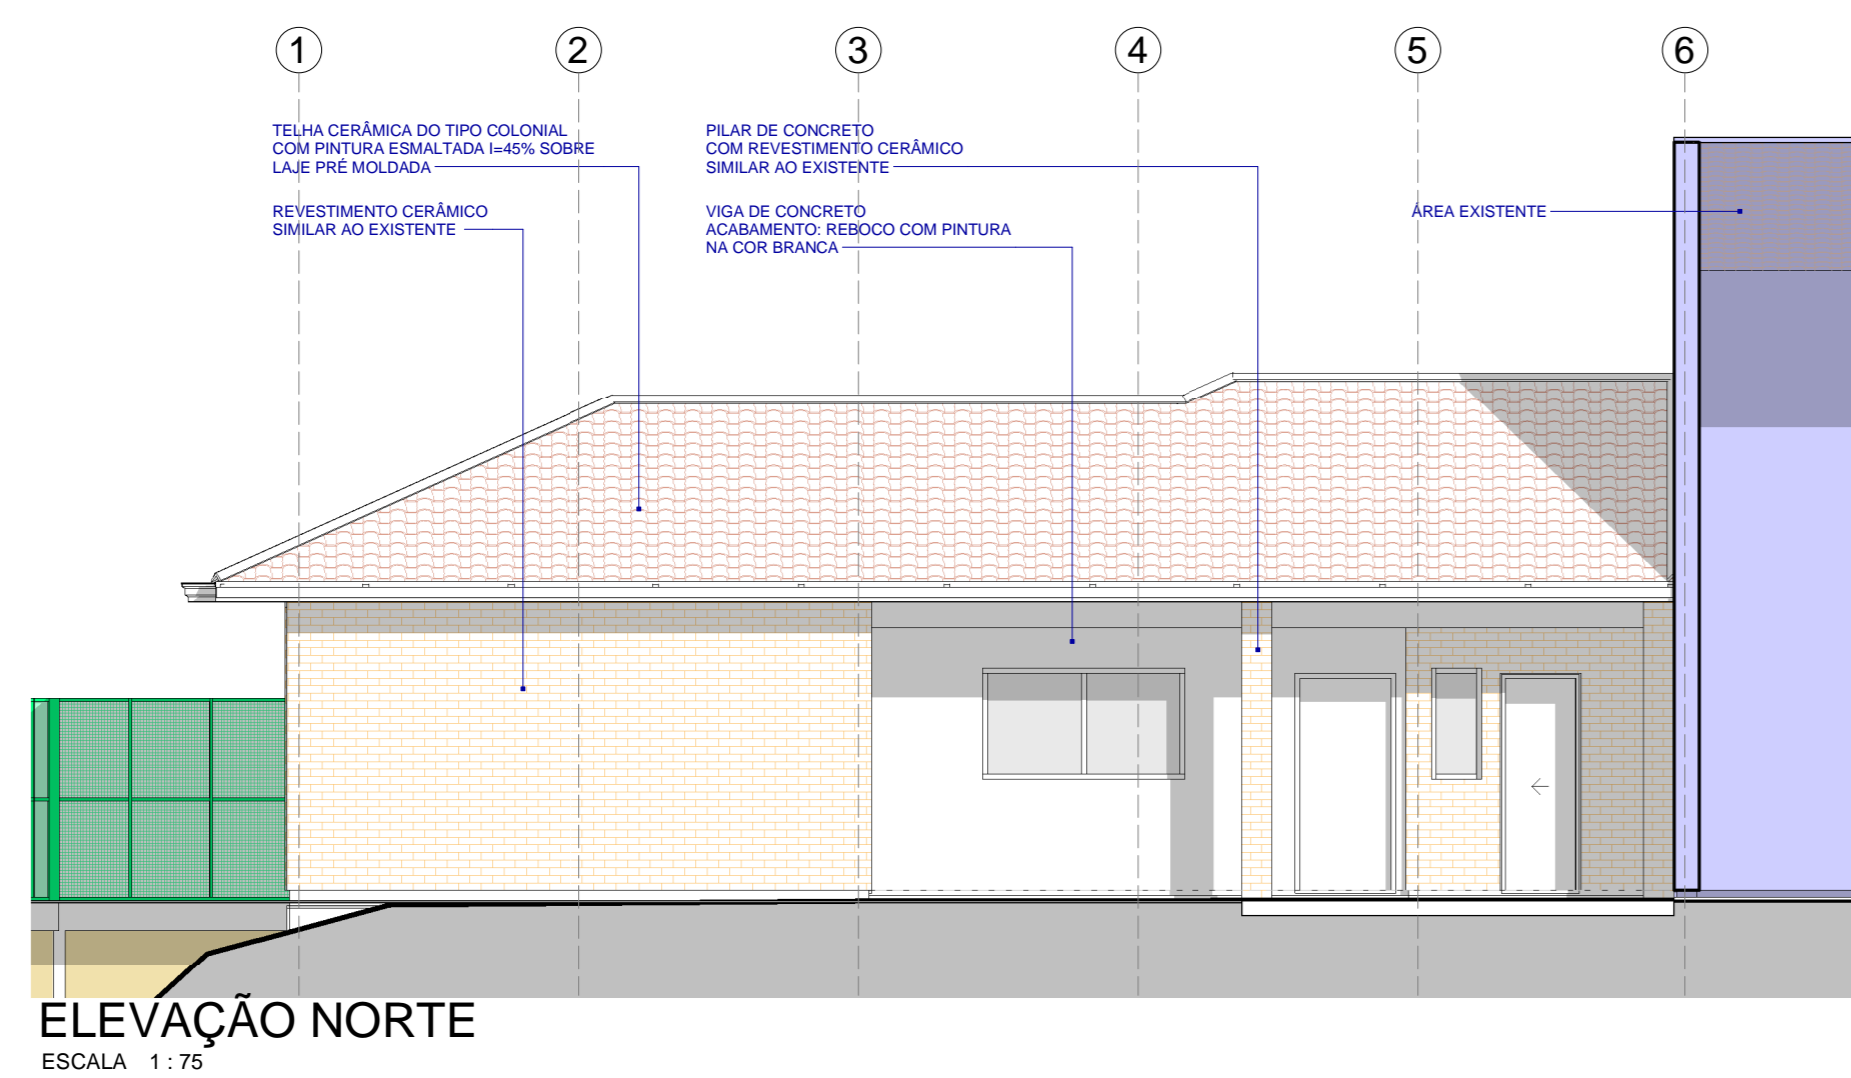 1 2 3 4 5 6
TELHA CERÂMICA DO TIPO COLONIAL
COM PINTURA ESMALTADA I=45% SOBRE
LAJE PRÉ MOLDADA
REVESTIMENTO CERÂMICO
SIMILAR AO EXISTENTE
PILAR DE CONCRETO
COM REVESTIMENTO CERÂMICO
SIMILAR AO EXISTENTE
VIGA DE CONCRETO
ACABAMENTO: REBOCO COM PINTURA
NA COR BRANCA
ÁREA EXISTENTE
ELEVAÇÃO NORTE
ESCALA 1 : 75